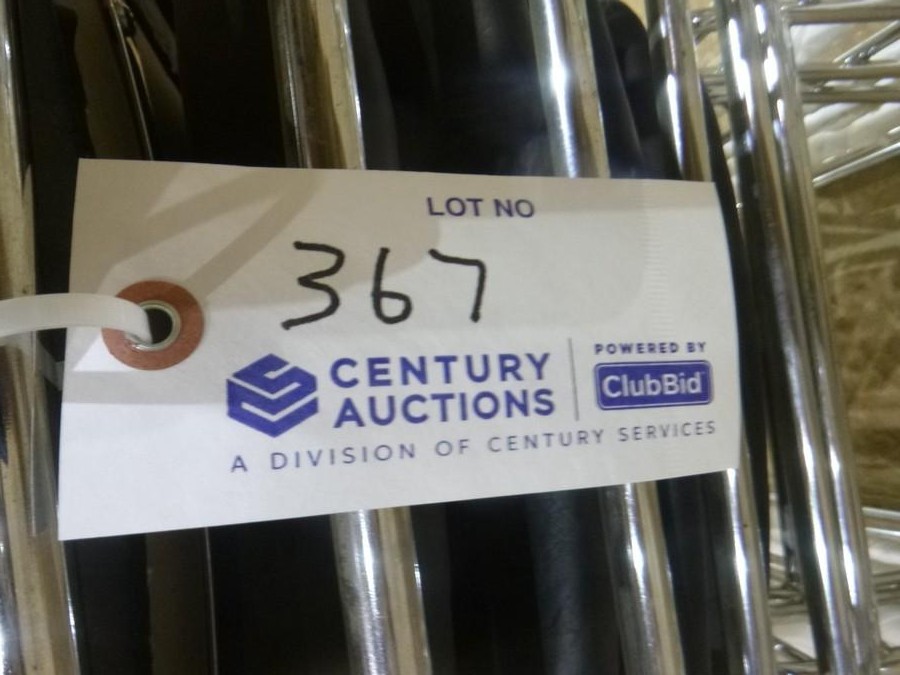 LOT NO
367
CENTURY
AUCTIONS
POWERED BY
ClubBid
A DIVISION OF CENTURY SERVICES